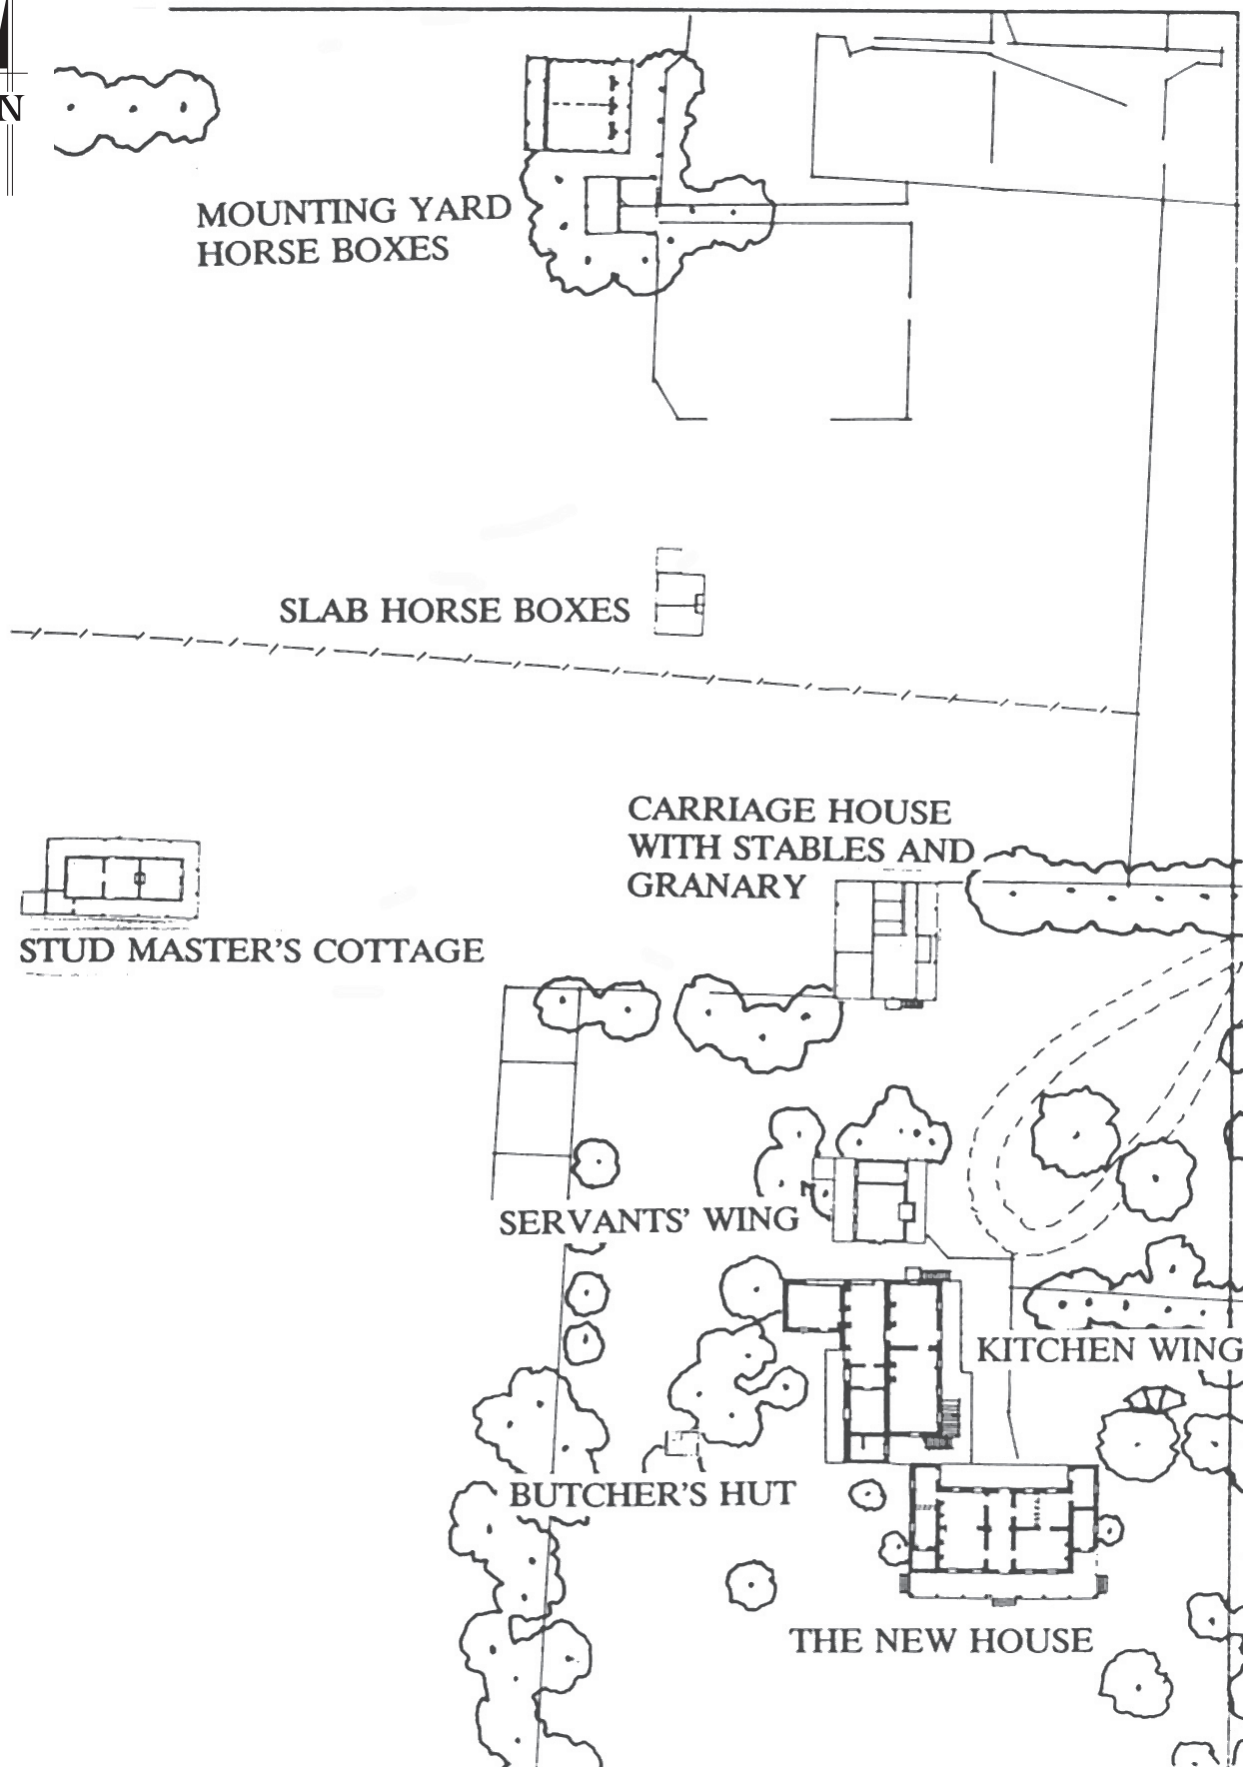 N
MOUNTING YARD
HORSE BOXES
SLAB HORSE BOXES
CARRIAGE HOUSE
WITH STABLES AND
GRANARY
STUD MASTER'S COTTAGE
SERVANTS' WING
KITCHEN WING
BUTCHER'S HUT
THE NEW HOUSE